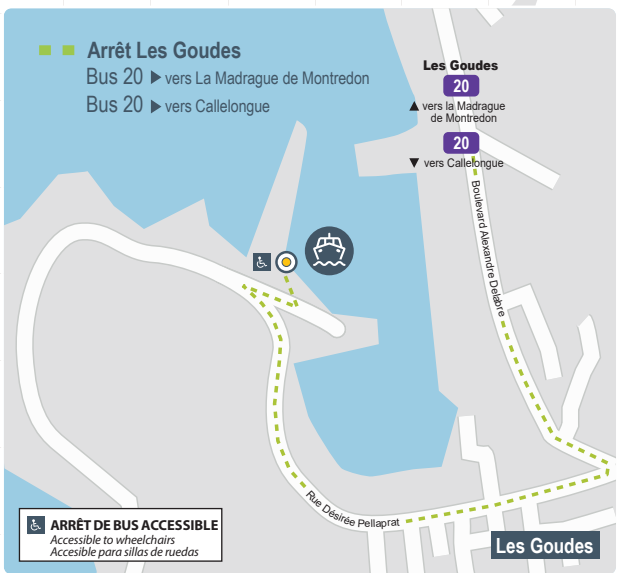 Arrêt Les Goudes
Bus 20 ▶ vers La Madrague de Montredon
Bus 20 ▶ vers Callelongue
Les Goudes
20
▲ vers la Madrague
de Montredon
20
▼ vers Callelongue
Boulevard Alexandre Delabre
Rue Désirée Pellaprat
ARRÊT DE BUS ACCESSIBLE
Accessible to wheelchairs
Accesible para sillas de ruedas
Les Goudes